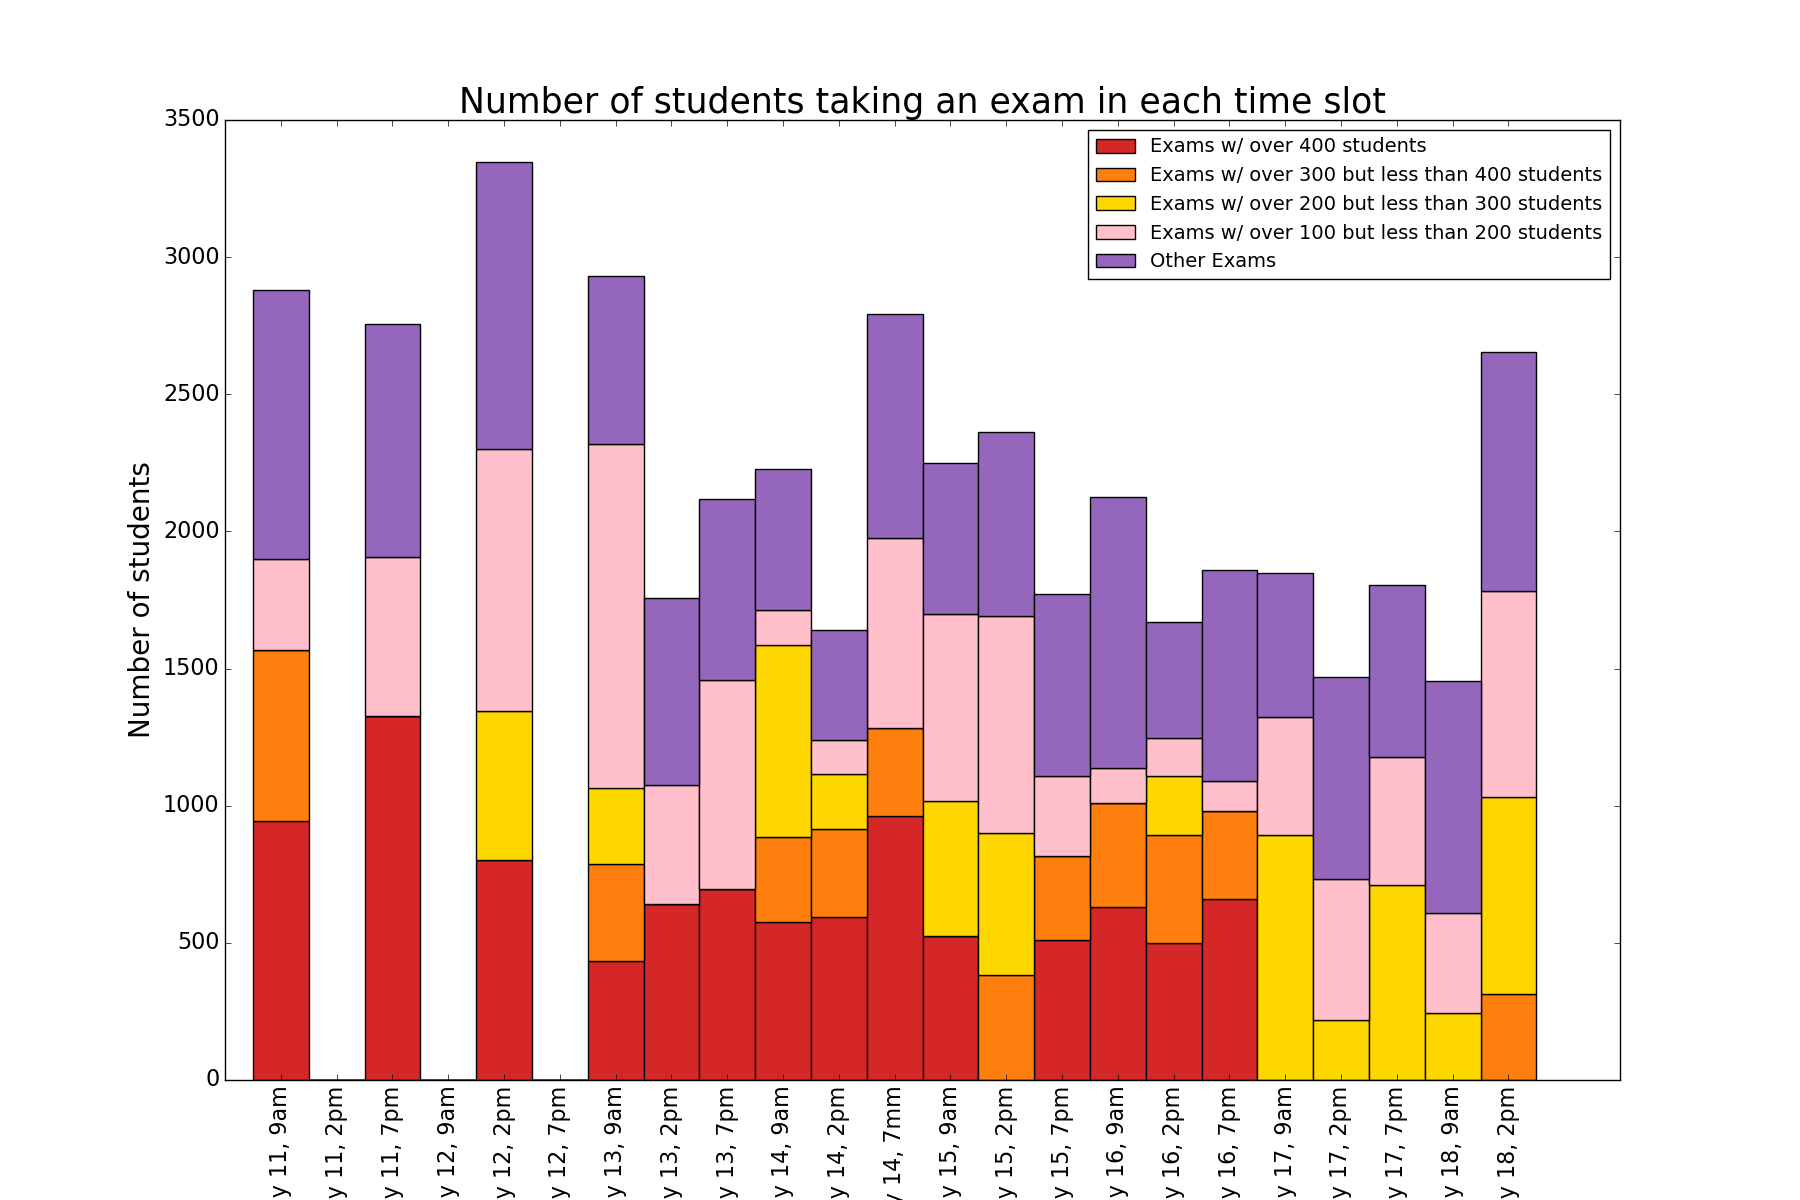 Number of students taking an exam in each time slot
Exams w/ over 400 students
Exams w/ over 300 but less than 400 students
Exams w/ over 200 but less than 300 students
Exams w/ over 100 but less than 200 students
Other Exams
Number of students
3500
3000
2500
2000
1500
1000
500
0
y 11, 9am
y 11, 2pm
y 11, 7pm
y 12, 9am
y 12, 2pm
y 12, 7pm
y 13, 9am
y 13, 2pm
y 13, 7pm
y 14, 9am
y 14, 2pm
y 14, 7mm
y 15, 9am
y 15, 2pm
y 15, 7pm
y 16, 9am
y 16, 2pm
y 16, 7pm
y 17, 9am
y 17, 2pm
y 17, 7pm
y 18, 9am
y 18, 2pm